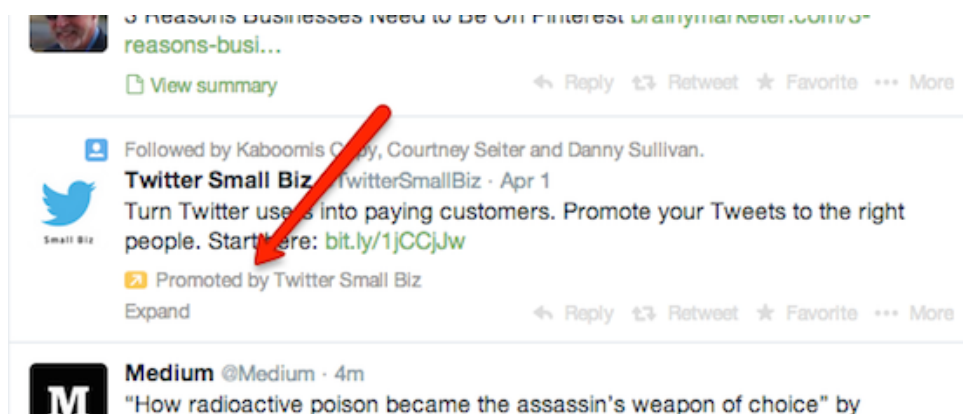 3 Reasons Businesses Need to Be On Pinterest brainymarketer.com/3-
reasons-busi...
View summary
Reply Retweet Favorite More
Followed by Kaboomis Copy, Courtney Seiter and Danny Sullivan.
Twitter Small Biz @TwitterSmallBiz · Apr 1
Turn Twitter users into paying customers. Promote your Tweets to the right
Small Biz
people. Start here: bit.ly/1jCCjJw
Promoted by Twitter Small Biz
Expand
Reply Retweet Favorite More
Medium @Medium · 4m
M
"How radioactive poison became the assassin's weapon of choice" by